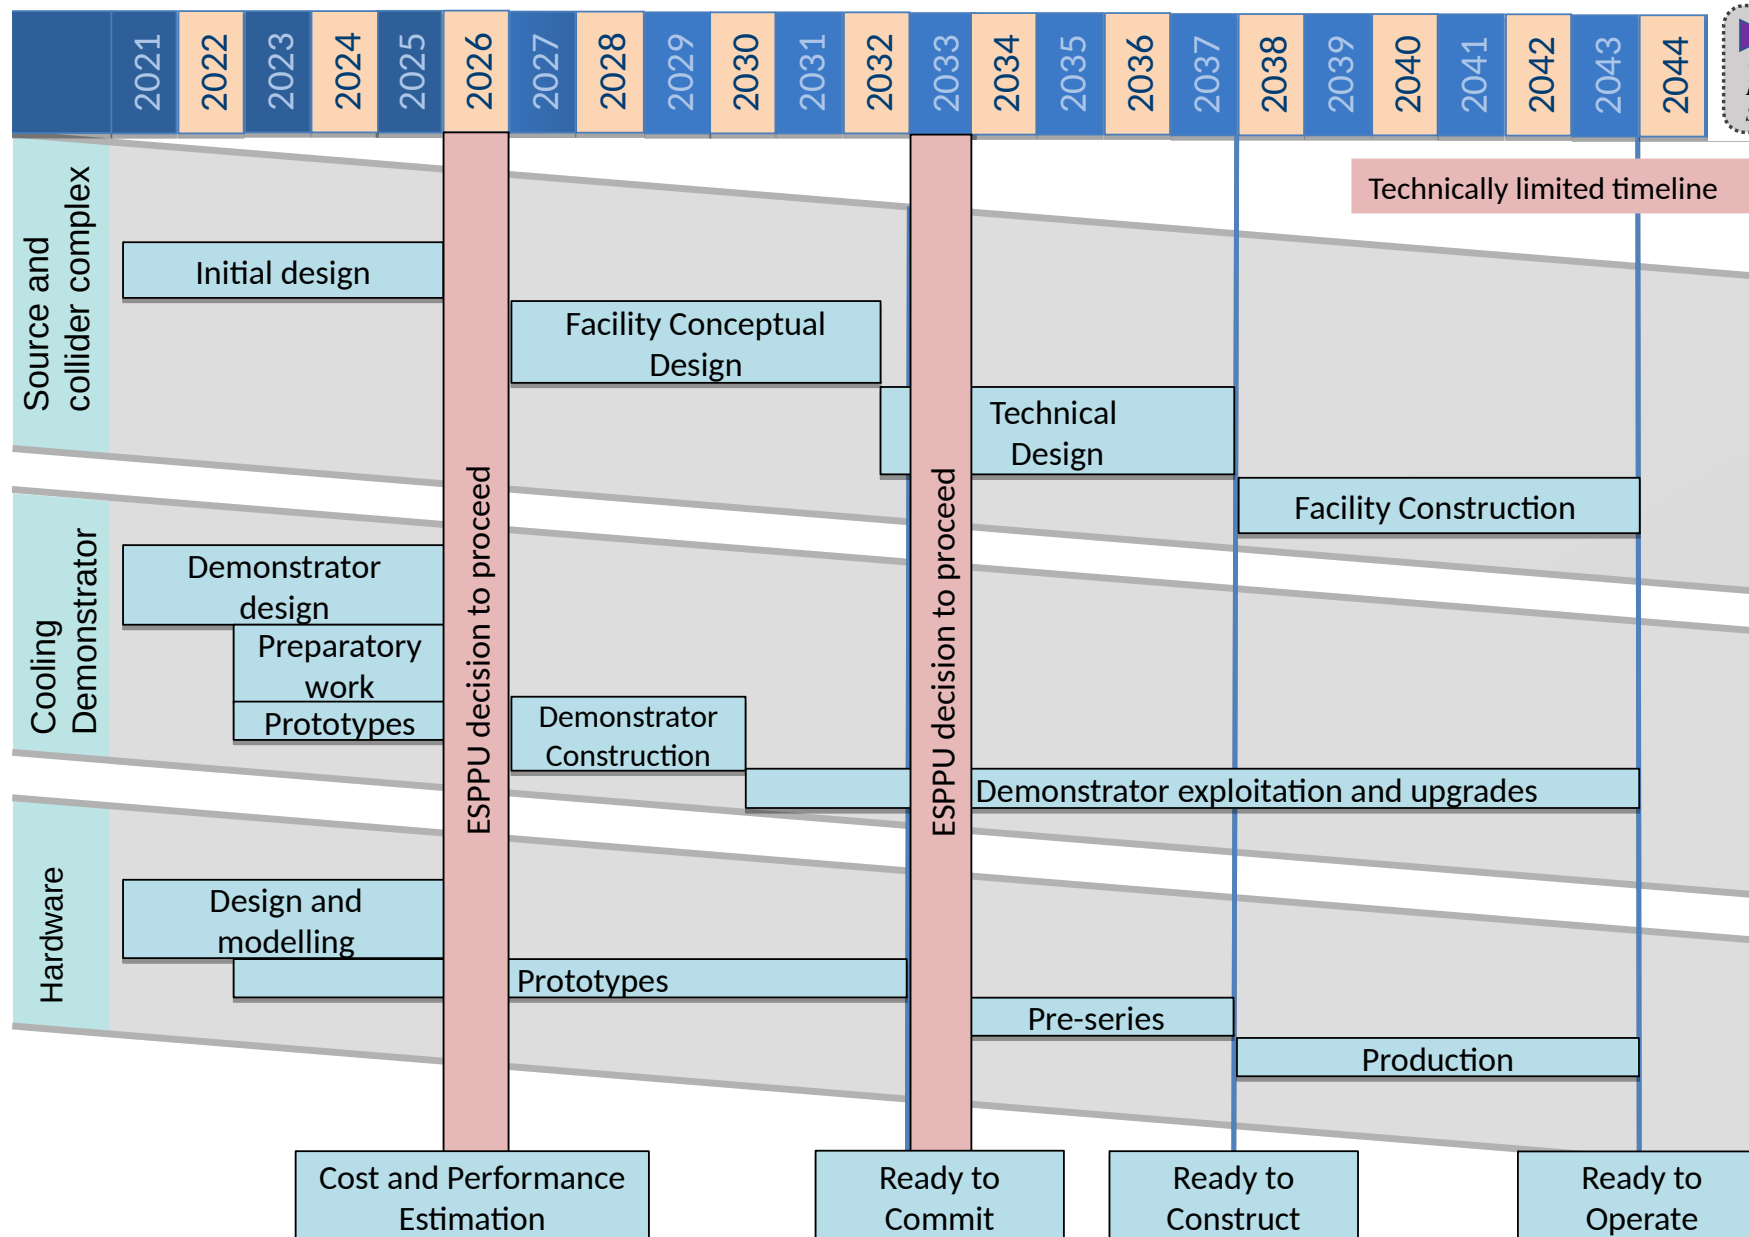 2021 2022 2023 2024 2025 2026 2027 2028 2029 2030 2031 2032 2033 2034 2035 2036 2037 2038 2039 2040 2041 2042 2043 2044
Technically limited timeline
Source and
collider complex
Initial design
Facility Conceptual
Design
Technical
Design
Facility Construction
ESPPU decision to proceed
ESPPU decision to proceed
Cooling
Demonstrator
Demonstrator
design
Preparatory
work
Prototypes
Demonstrator
Construction
Demonstrator exploitation and upgrades
Hardware
Design and
modelling
Prototypes
Pre-series
Production
Cost and Performance
Estimation
Ready to
Commit
Ready to
Construct
Ready to
Operate